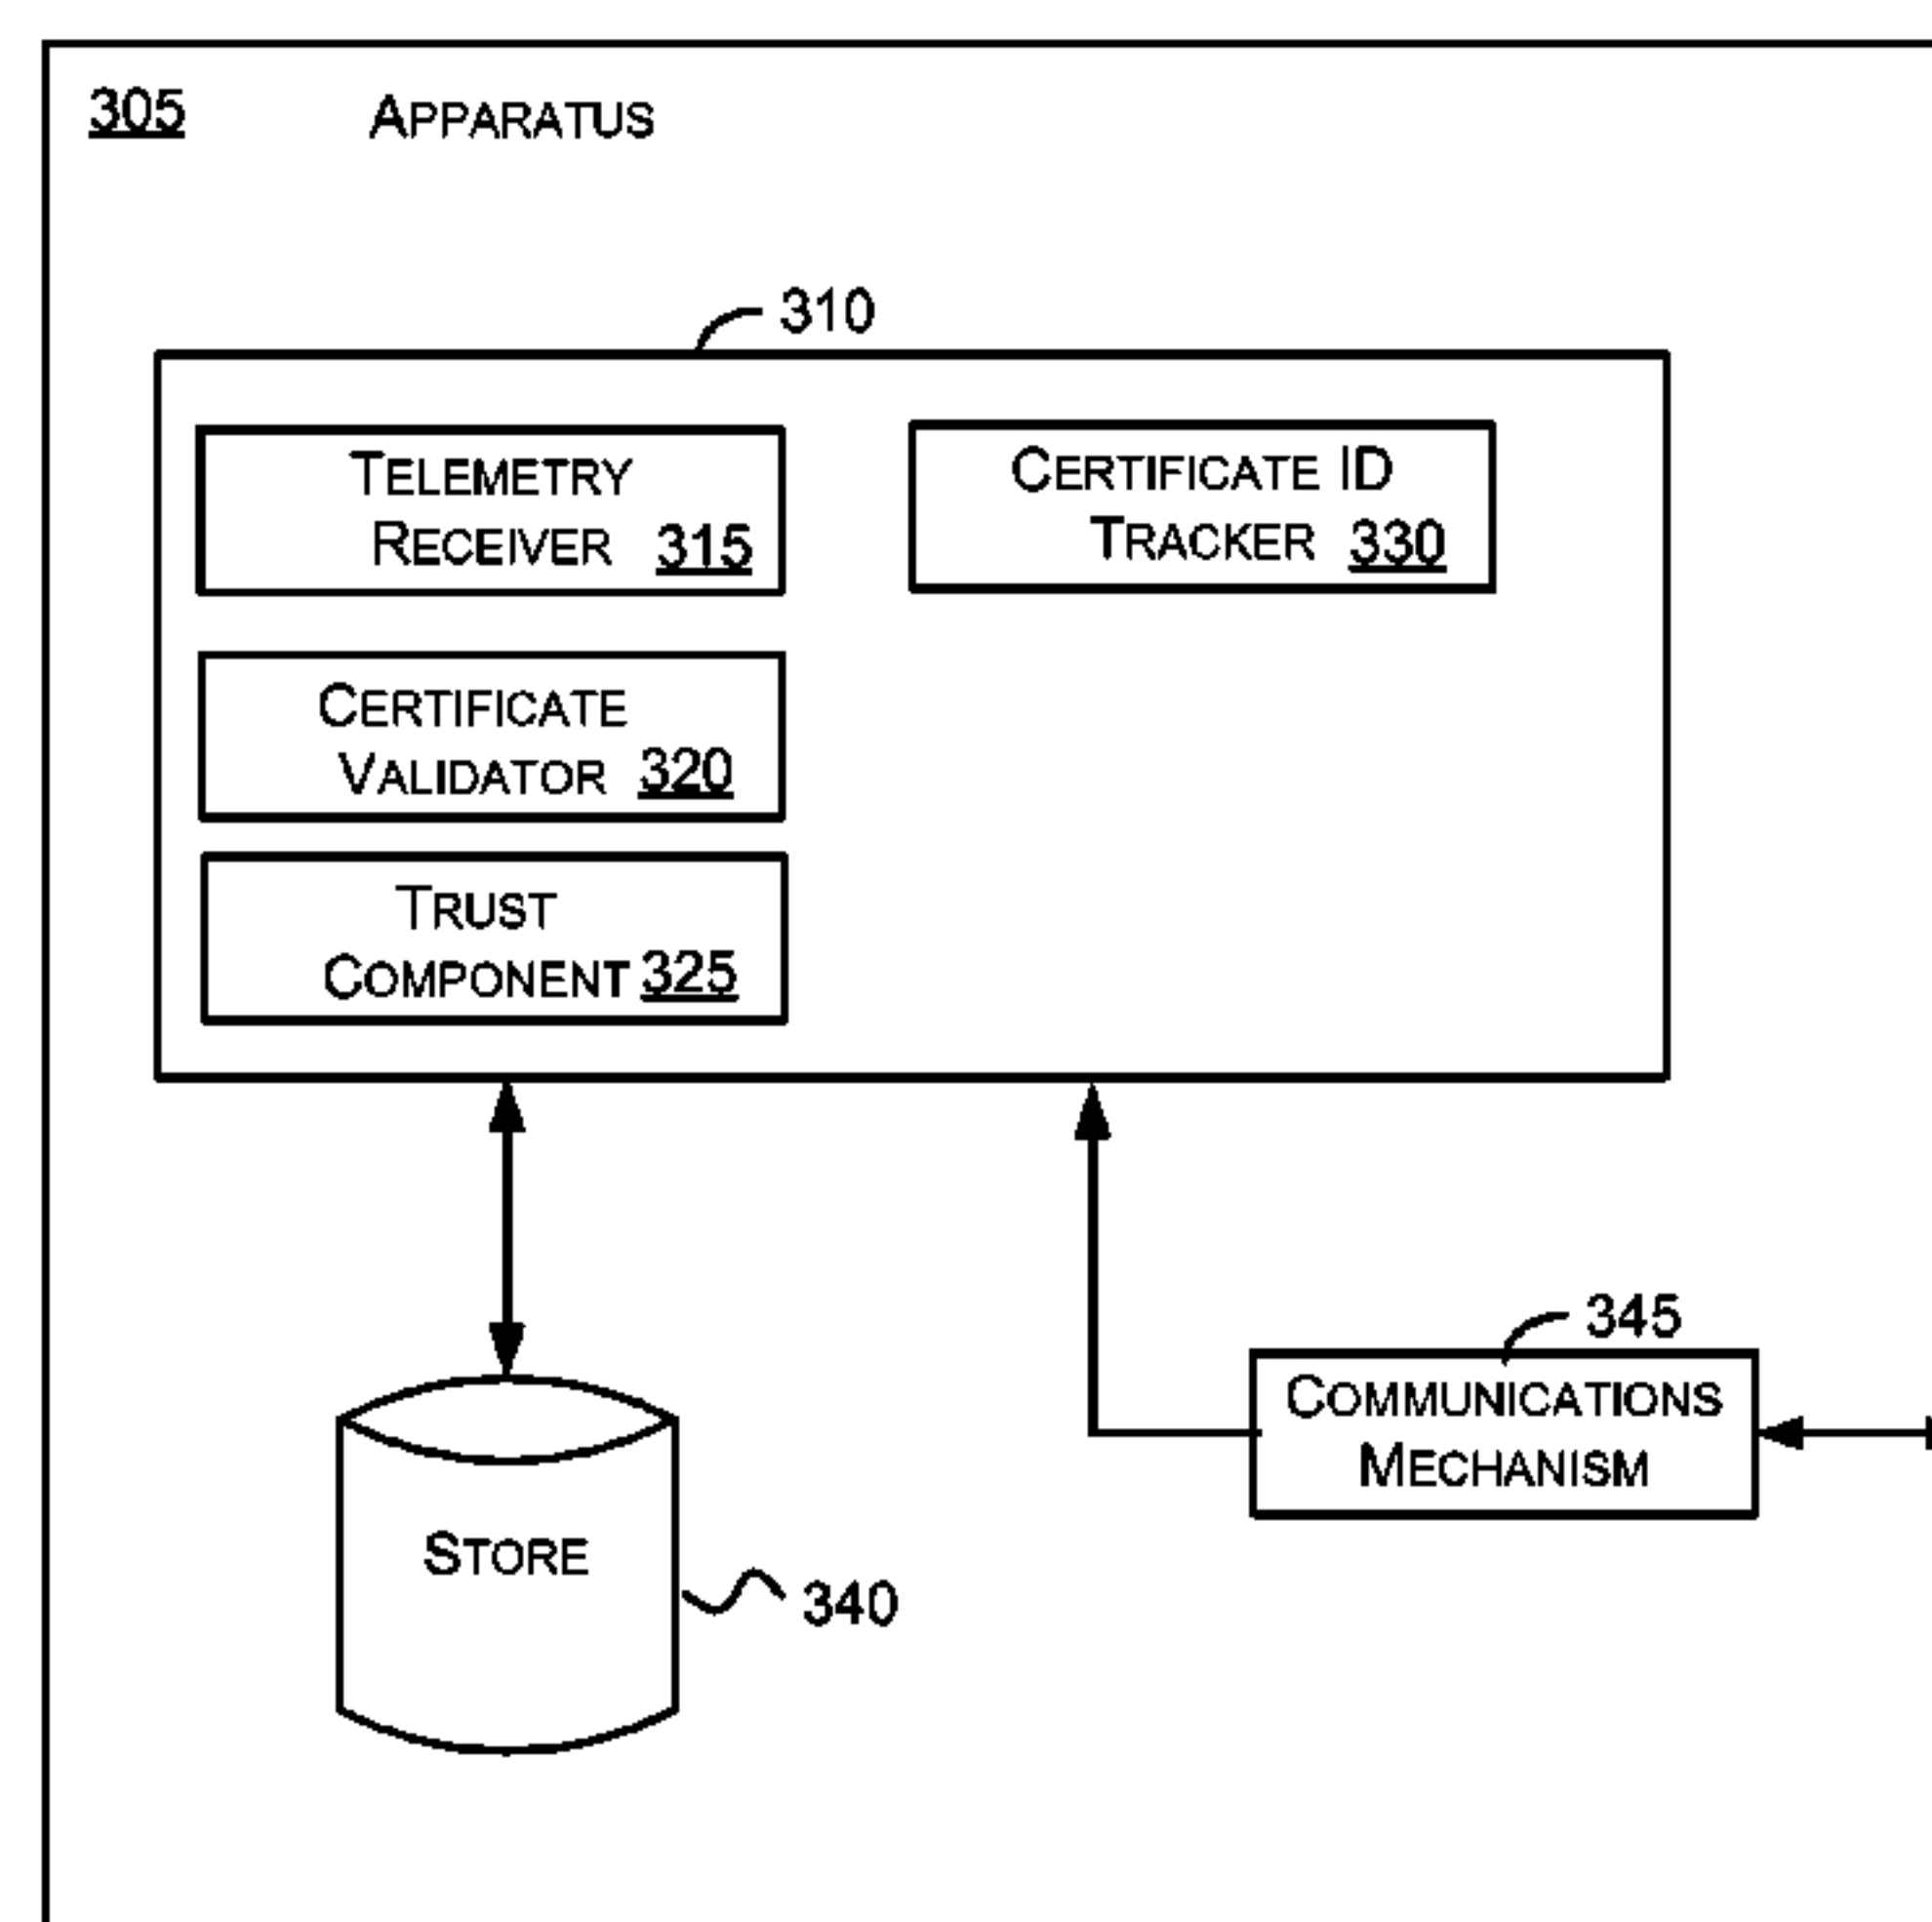 305 APPARATUS
310
TELEMETRY
RECEIVER 315
CERTIFICATE ID
TRACKER 330
CERTIFICATE
VALIDATOR 320
TRUST
COMPONENT 325
345
COMMUNICATIONS
MECHANISM
STORE
340